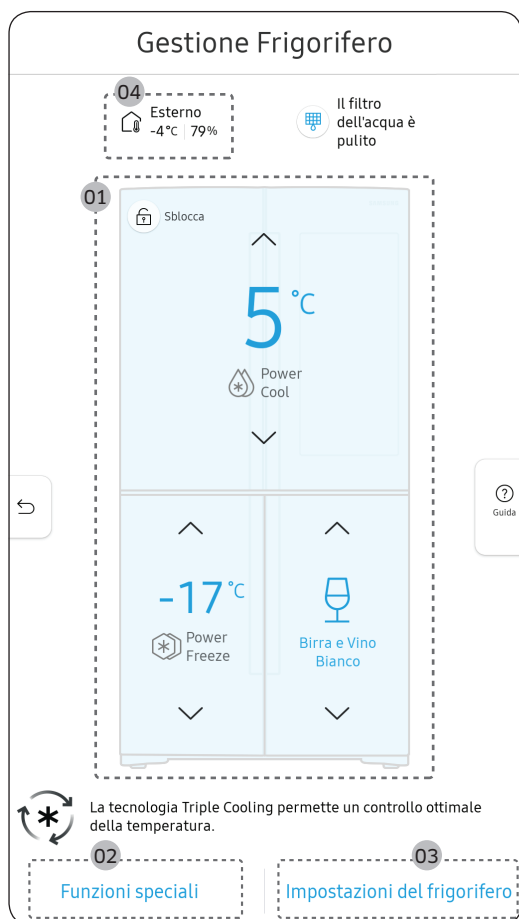 Gestione Frigorifero
04
Esterno
-4°C | 79%
Il filtro
dell'acqua è
pulito
01
Sblocca
5 °C
Power
Cool
Guida
-17 °C
Power
Freeze
Birra e Vino
Bianco
La tecnologia Triple Cooling permette un controllo ottimale
della temperatura.
02
03
Funzioni speciali
Impostazioni del frigorifero